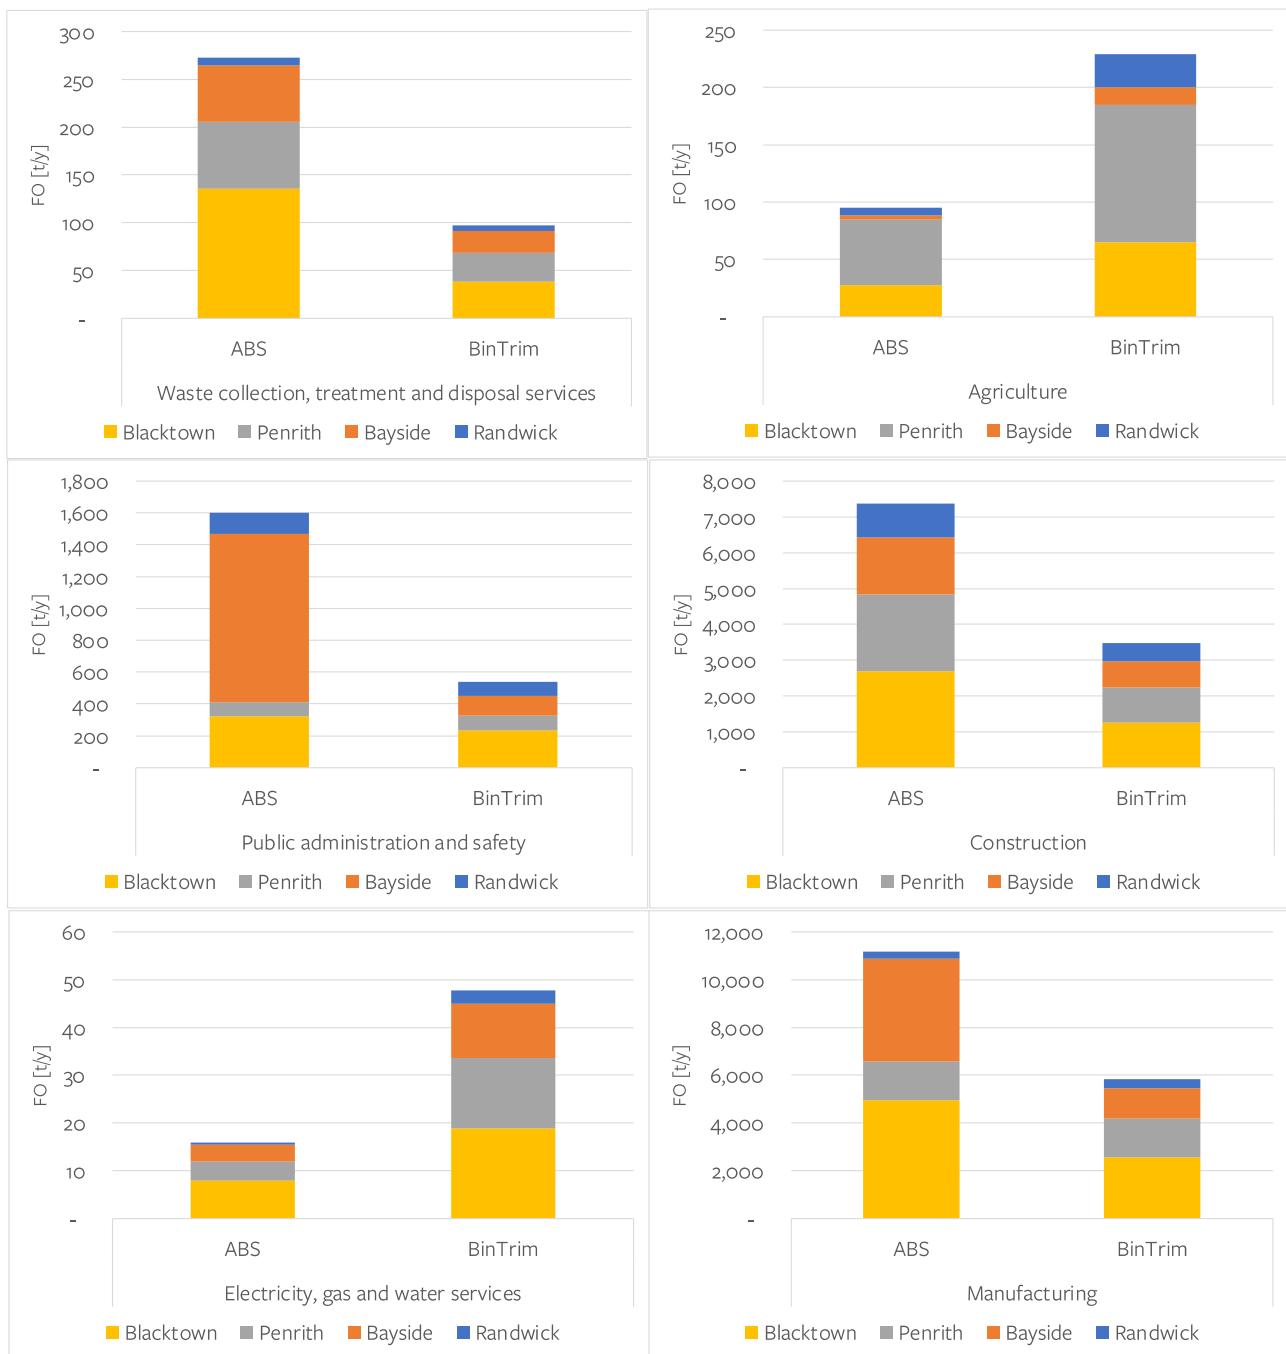 300
250
200
150
100
50
-
FO [t/y]
ABS BinTrim
Waste collection, treatment and disposal services
Blacktown Penrith Bayside Randwick
250
200
150
100
50
-
FO [t/y]
ABS BinTrim
Agriculture
Blacktown Penrith Bayside Randwick
1,800
1,600
1,400
1,200
1,000
800
600
400
200
-
FO [t/y]
ABS BinTrim
Public administration and safety
Blacktown Penrith Bayside Randwick
8,000
7,000
6,000
5,000
4,000
3,000
2,000
1,000
-
FO [t/y]
ABS BinTrim
Construction
Blacktown Penrith Bayside Randwick
60
50
40
30
20
10
-
FO [t/y]
ABS BinTrim
Electricity, gas and water services
Blacktown Penrith Bayside Randwick
12,000
10,000
8,000
6,000
4,000
2,000
-
FO [t/y]
ABS BinTrim
Manufacturing
Blacktown Penrith Bayside Randwick